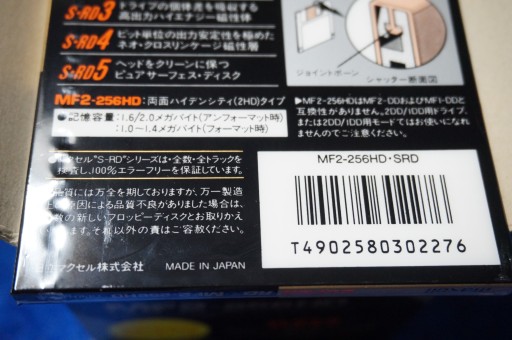 S-RD3 ドライブの個体差を吸収する
高出力ハイエナジー磁性体
S-RD4 ビット単位の出力安定性を極めた
ネオ・クロスリンケージ磁性層
S-RD5 ヘッドをクリーンに保つ
ピュアサーフェス・ディスク
ジョイントボーン
シャッター断面図
MF2-256HD:両面ハイデンシティ(2HD)タイプ
●記憶容量:1.6/2.0メガバイト(アンフォーマット時)
1.0〜1.4メガバイト(フォーマット時)
▶MF2-256HDはMF2-DDおよびMF1-DDと
互換性がありません。2DD/1DD用ドライブ、
または2DD/1DD用モードではお使いになれ
ませんのでご注意ください。
クセル"S-RD"シリーズは・全数・全トラックを
検査し、100%エラーフリーを保証しています。
品質には万全を期しておりますが、万一製造
原因による品質不良がありました場合は、
数の新しいフロッピーディスクとお取りかえ
います。それ以外の責はご容赦ください。
マクセル株式会社 MADE IN JAPAN
MF2-256HD・SRD
T4902580302276